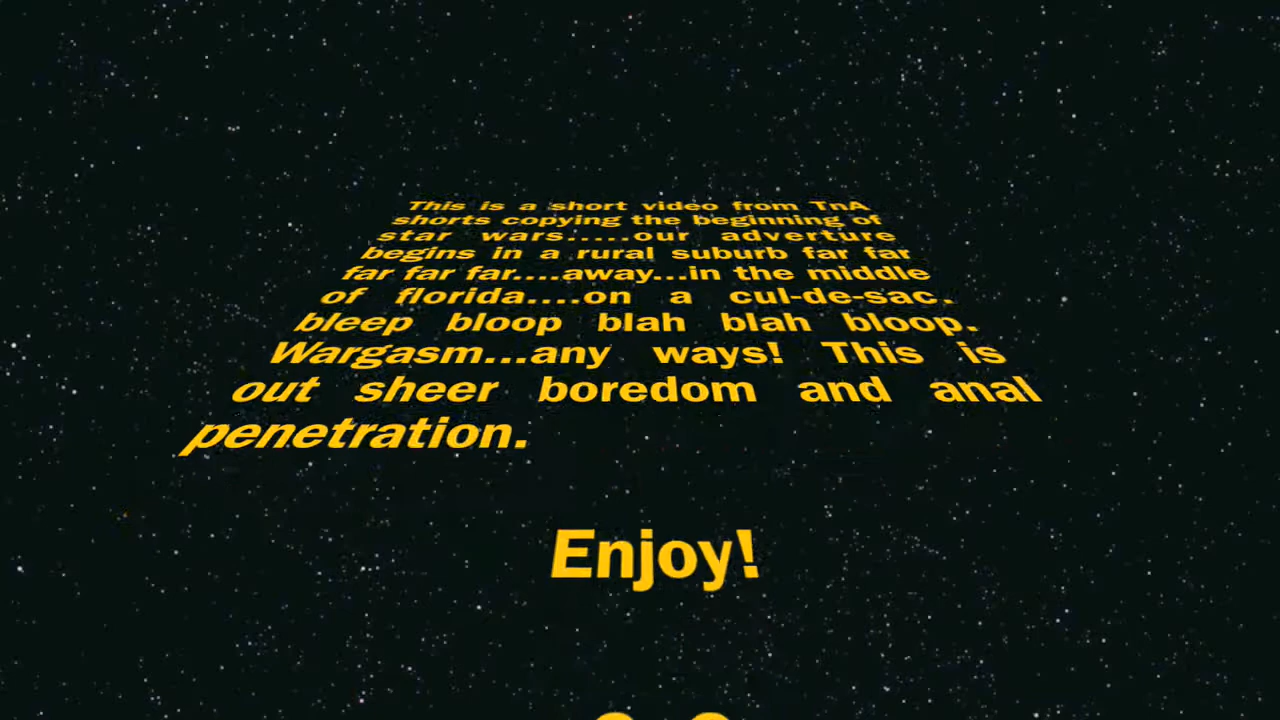 This is a short video from TnA
shorts copying the beginning of
star wars.....our adverture
begins in a rural suburb far far
far far far....away...in the middle
of florida....on a cul-de-sac.
bleep bloop blah blah bloop.
Wargasm...any ways! This is
out sheer boredom and anal
penetration.
Enjoy!